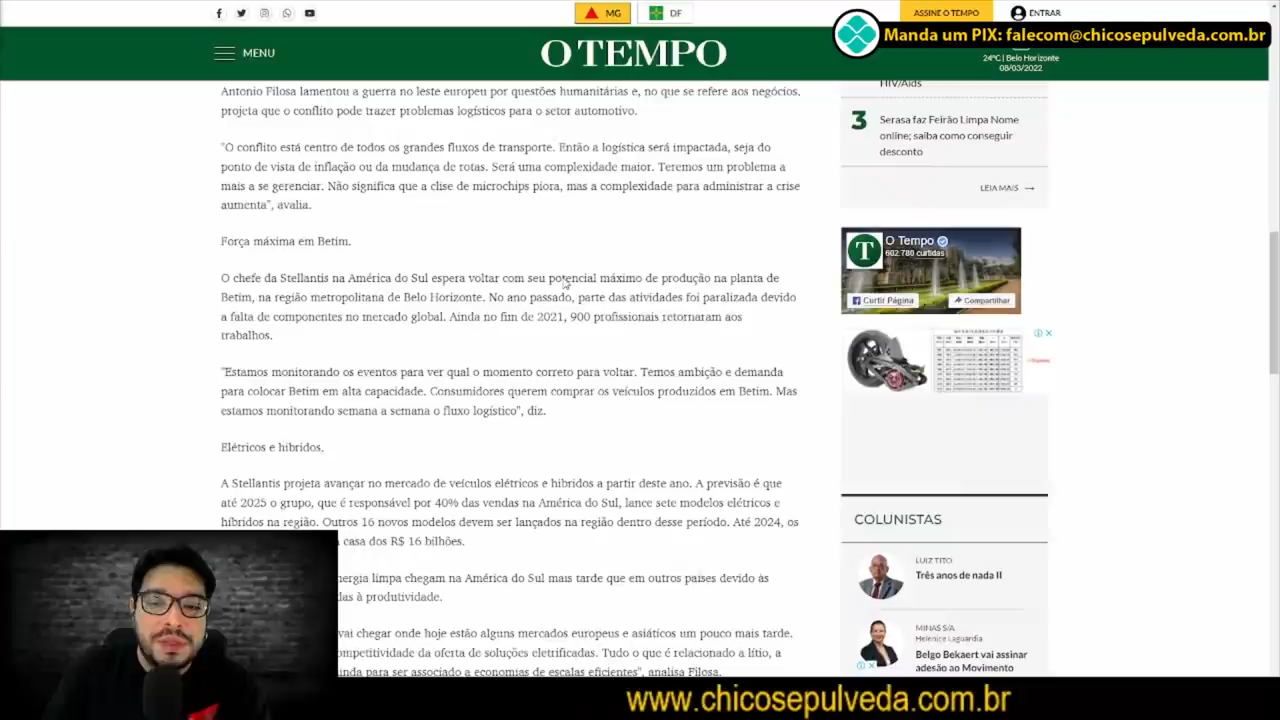 MG
DF
ASSINE O TEMPO
ENTRAR
Manda um PIX: falecom@chicosepulveda.com.br
MENU
O TEMPO
24ºC | Belo Horizonte
08/03/2022
Antonio Filosa lamentou a guerra no leste europeu por questões humanitárias e, no que se refere aos negócios,
projeta que o conflito pode trazer problemas logísticos para o setor automotivo.
"O conflito está centro de todos os grandes fluxos de transporte. Então a logística será impactada, seja do
ponto de vista de inflação ou da mudança de rotas. Será uma complexidade maior. Teremos um problema a
mais a se gerenciar. Não significa que a clise de microchips piora, mas a complexidade para administrar a crise
aumenta", avalia.
Força máxima em Betim.
O chefe da Stellantis na América do Sul espera voltar com seu potencial máximo de produção na planta de
Betim, na região metropolitana de Belo Horizonte. No ano passado, parte das atividades foi paralizada devido
a falta de componentes no mercado global. Ainda no fim de 2021, 900 profissionais retornaram aos
trabalhos.
"Estamos monitorando os eventos para ver qual o momento correto para voltar. Temos ambição e demanda
para colocar Betim em alta capacidade. Consumidores querem comprar os veículos produzidos em Betim. Mas
estamos monitorando semana a semana o fluxo logístico", diz.
Elétricos e híbridos.
A Stellantis projeta avançar no mercado de veículos elétricos e híbridos a partir deste ano. A previsão é que
até 2025 o grupo, que é responsável por 40% das vendas na América do Sul, lance sete modelos elétricos e
híbridos na região. Outros 16 novos modelos devem ser lançados na região dentro desse período. Até 2024, os
casa dos R$ 16 bilhões.
nergia limpa chegam na América do Sul mais tarde que em outros países devido às
das à produtividade.
vai chegar onde hoje estão alguns mercados europeus e asiáticos um pouco mais tarde.
ompetitividade da oferta de soluções eletrificadas. Tudo o que é relacionado a lítio, a
inda para ser associado a economias de escalas eficientes", analisa Filosa.
HIV/Aids
3
Serasa faz Feirão Limpa Nome
online; saiba como conseguir
desconto
LEIA MAIS →
T
O Tempo
602.780 curtidas
Curtir Página
Compartilhar
COLUNISTAS
LUIZ TITO
Três anos de nada II
MINAS S/A
Helenice Laguardia
Belgo Bekaert vai assinar
adesão ao Movimento
www.chicosepulveda.com.br